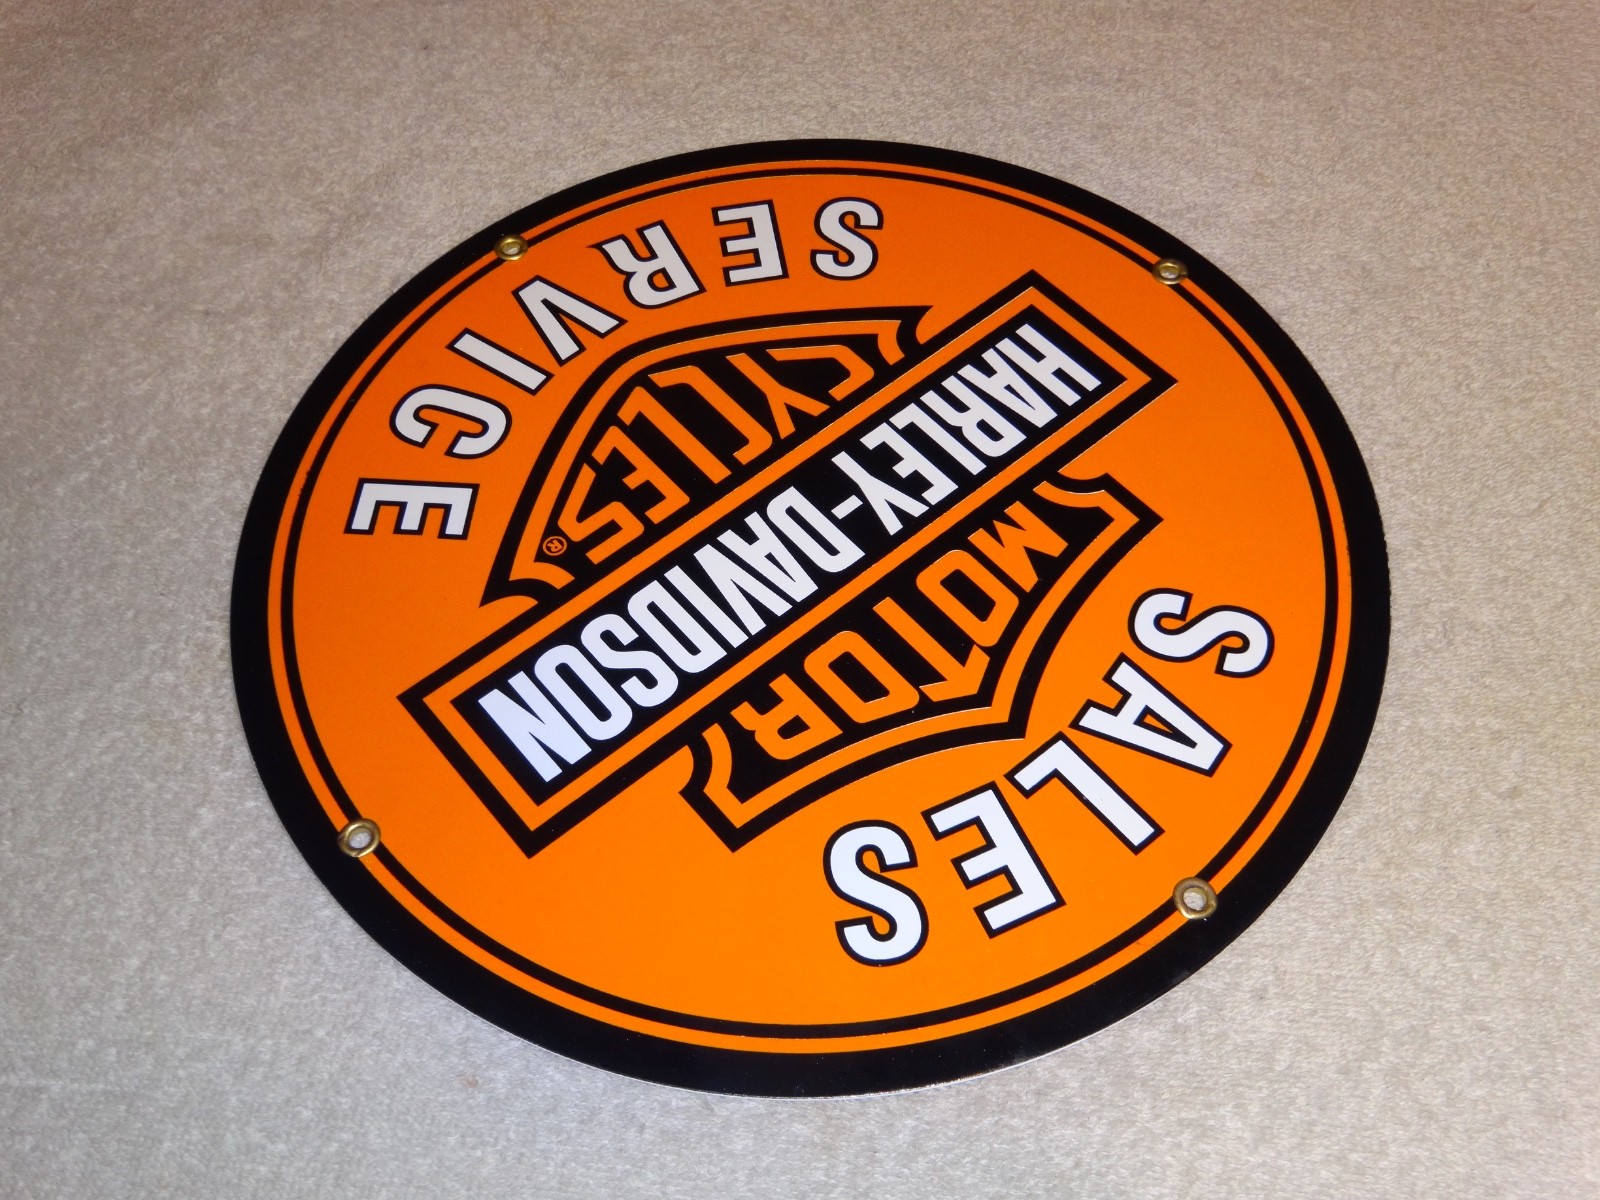 SALES
MOTOR
HARLEY-DAVIDSON
CYCLES ®
SERVICE